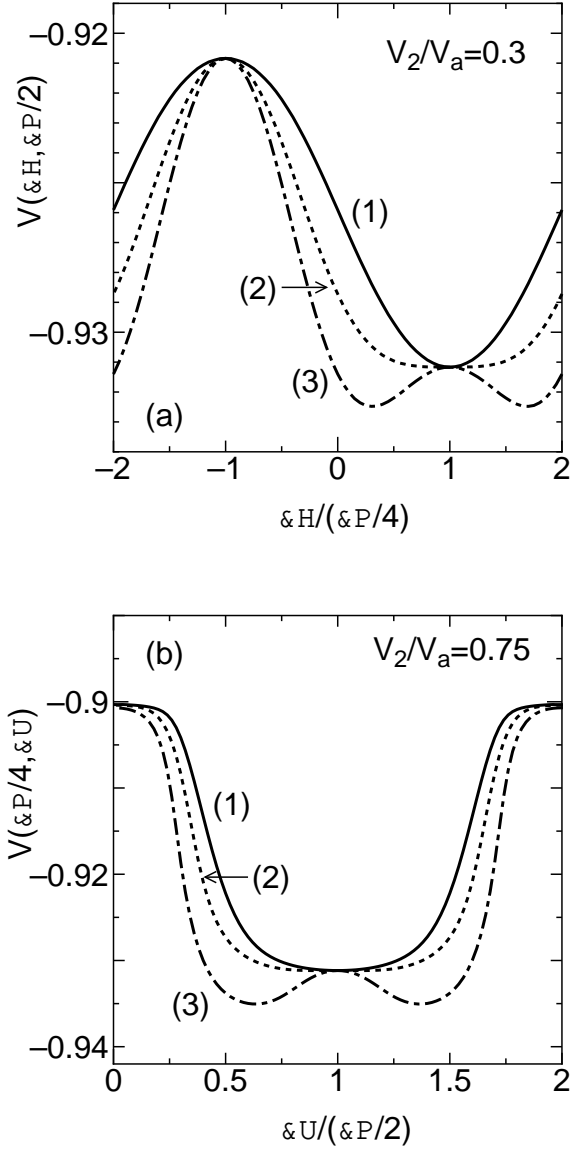 −0.92
V₂/Vₐ=0.3
V(&H,&P/2)
(1)
(2)
−0.93
(3)
(a)
−2 −1 0 1 2
&H/(&P/4)
(b)
V₂/Vₐ=0.75
−0.9
V(&P/4,&U)
(1)
−0.92
(2)
(3)
−0.94
0 0.5 1 1.5 2
&U/(&P/2)